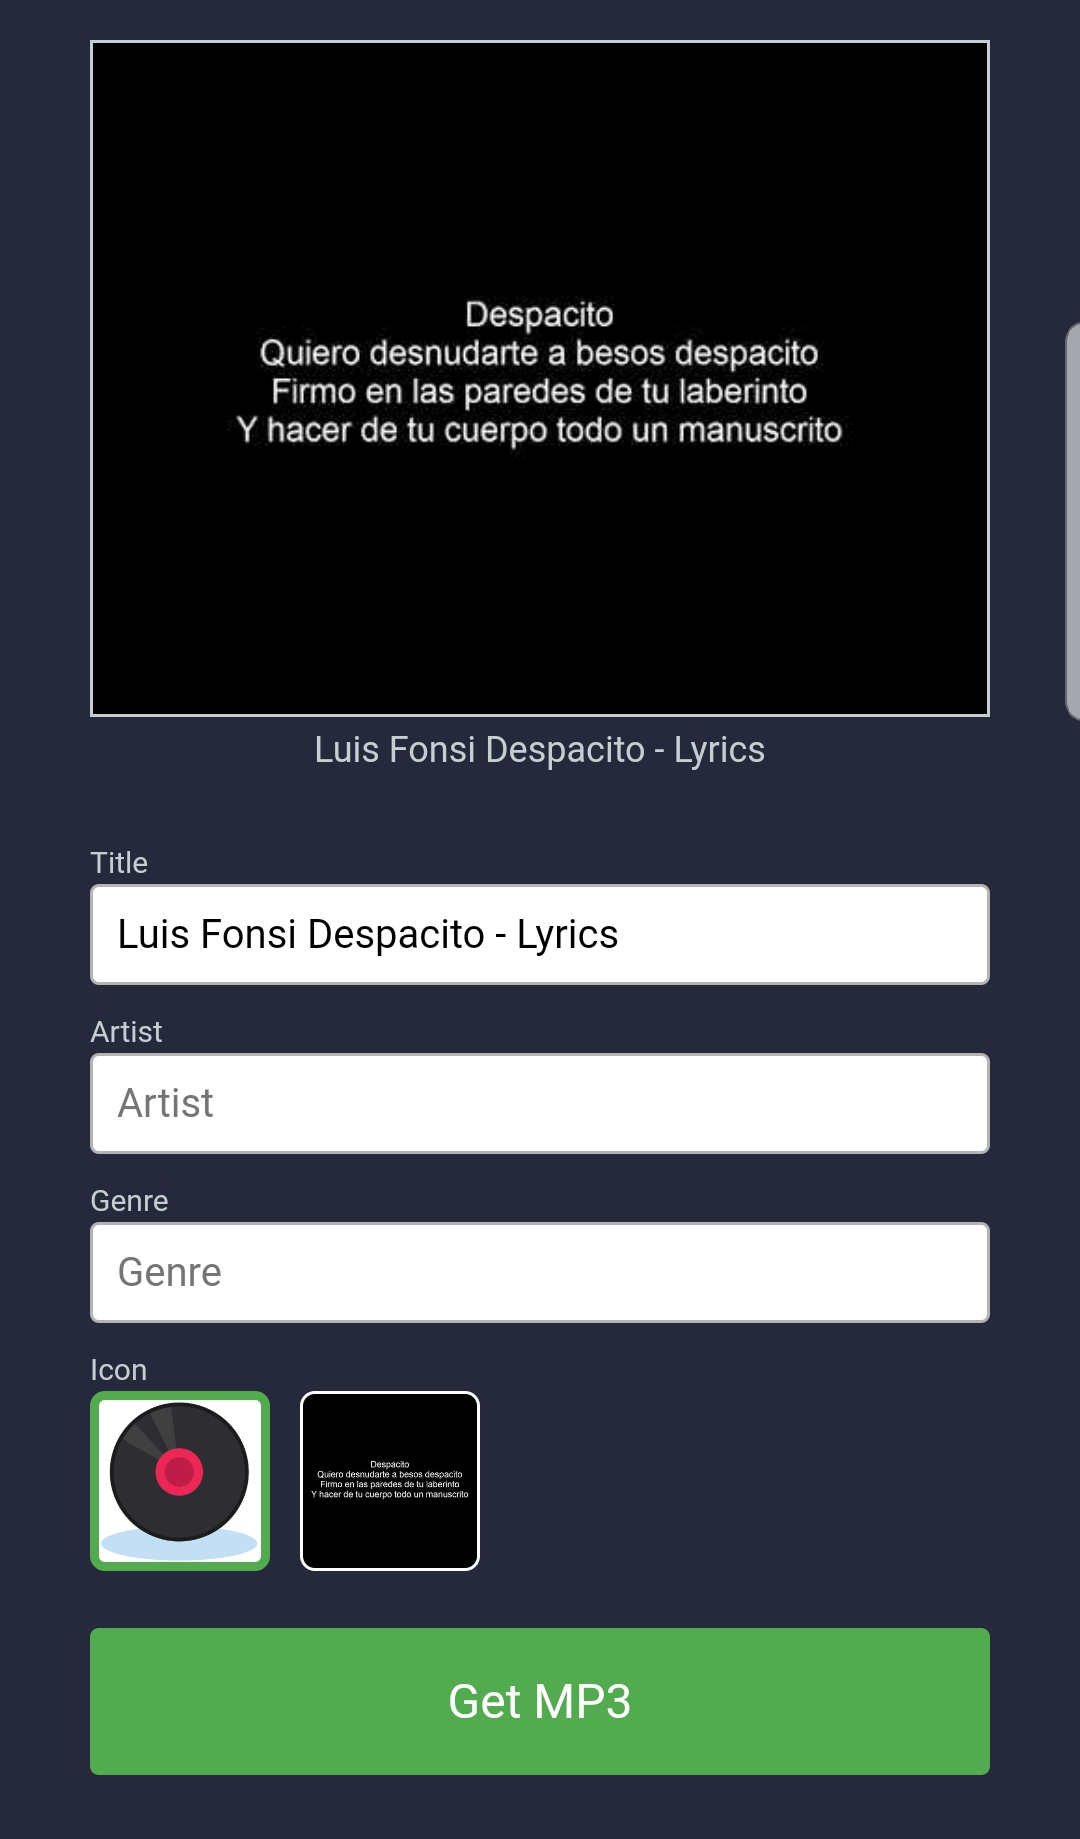 Despacito
Quiero desnudarte a besos despacito
Firmo en las paredes de tu laberinto
Y hacer de tu cuerpo todo un manuscrito
Luis Fonsi Despacito - Lyrics
Title
Luis Fonsi Despacito - Lyrics
Artist
Artist
Genre
Genre
Icon
Despacito
Quiero desnudarte a besos despacito
Firmo en las paredes de tu laberinto
Y hacer de tu cuerpo todo un manuscrito
Get MP3